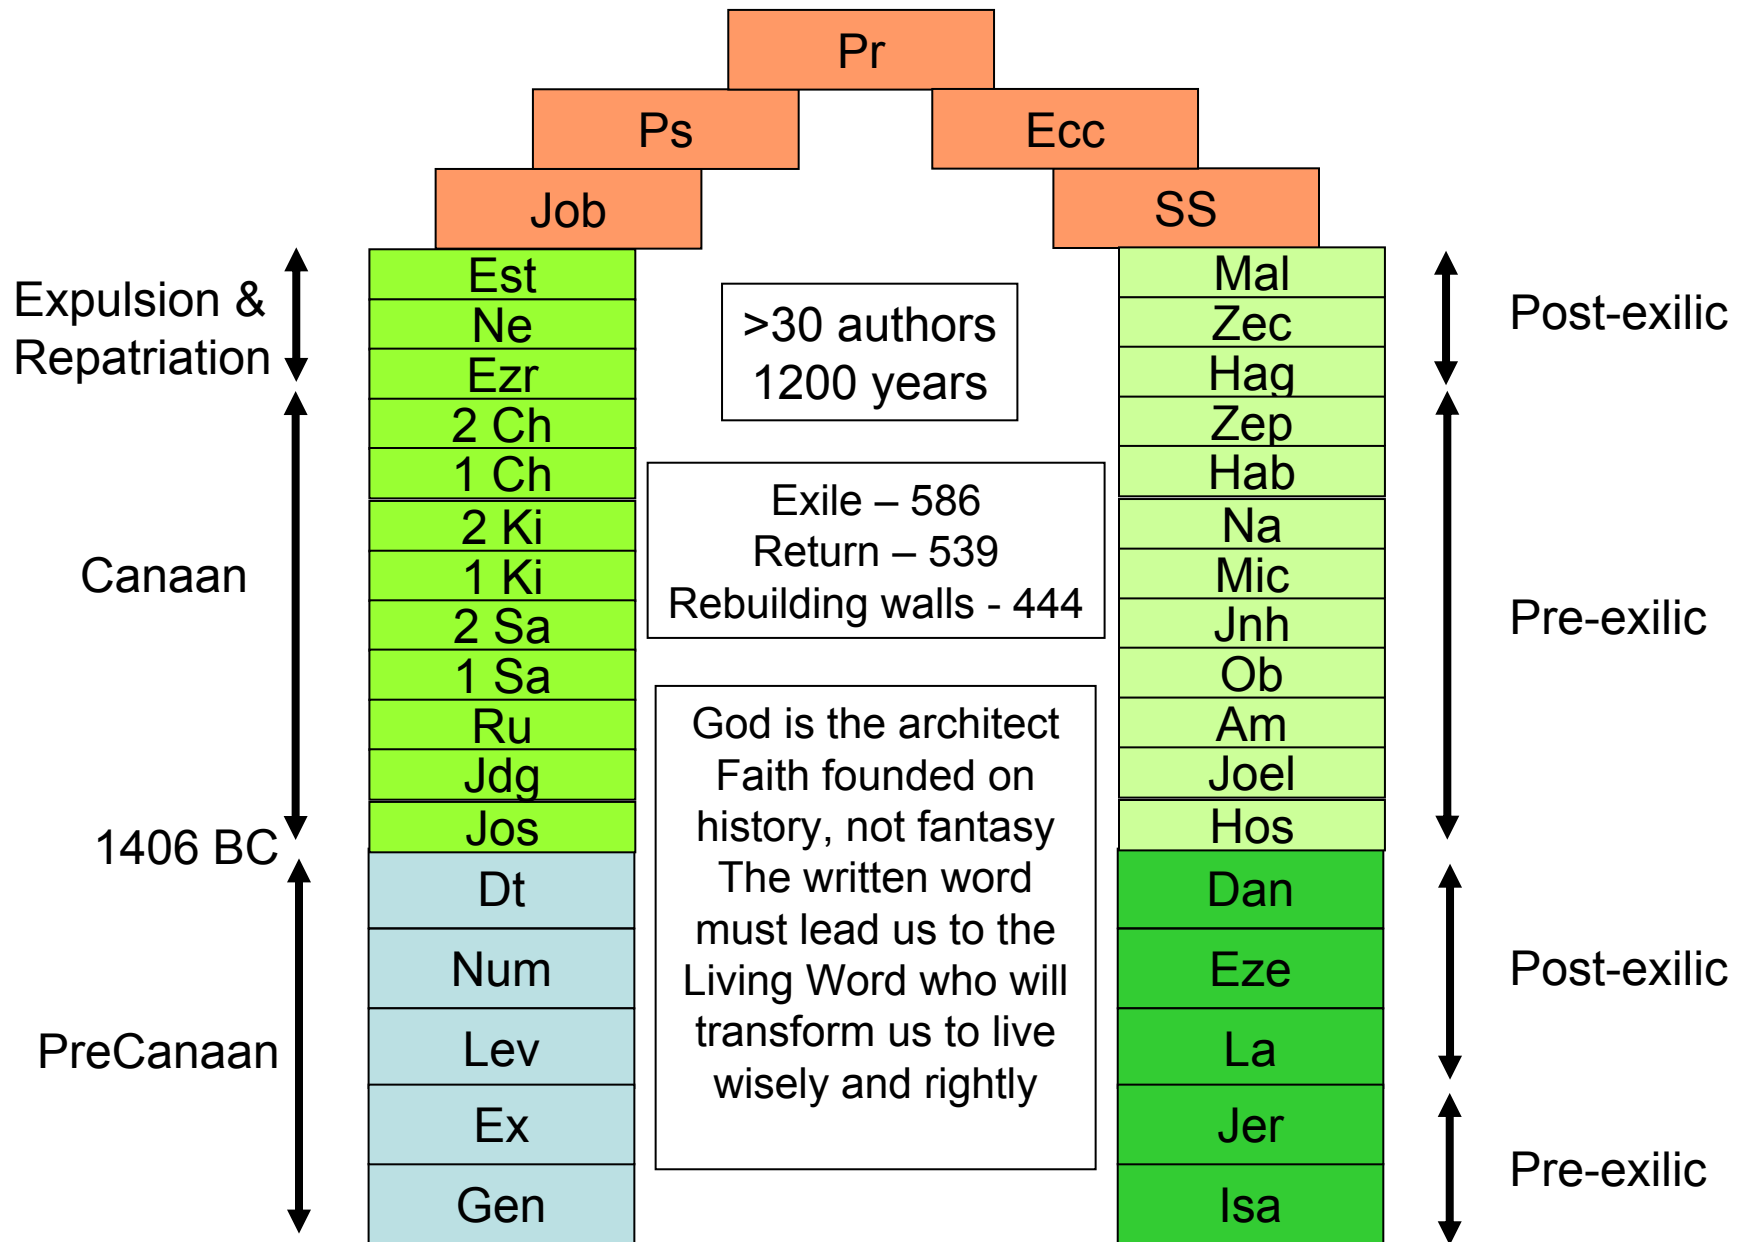 Pr
Ps
Ecc
Job
SS
Expulsion &
Repatriation
Canaan
1406 BC
PreCanaan
Est
Ne
Ezr
2 Ch
1 Ch
2 Ki
1 Ki
2 Sa
1 Sa
Ru
Jdg
Jos
Dt
Num
Lev
Ex
Gen
>30 authors
1200 years
Exile – 586
Return – 539
Rebuilding walls - 444
God is the architect
Faith founded on
history, not fantasy
The written word
must lead us to the
Living Word who will
transform us to live
wisely and rightly
Mal
Zec
Hag
Zep
Hab
Na
Mic
Jnh
Ob
Am
Joel
Hos
Dan
Eze
La
Jer
Isa
Post-exilic
Pre-exilic
Post-exilic
Pre-exilic